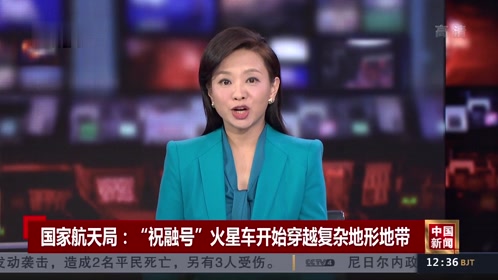 高清
国家航天局：“祝融号”火星车开始穿越复杂地形地带
中国
新闻
发动袭击，造成2名平民死亡，另有3人受伤。 尼日尔内政
12:36 BJT